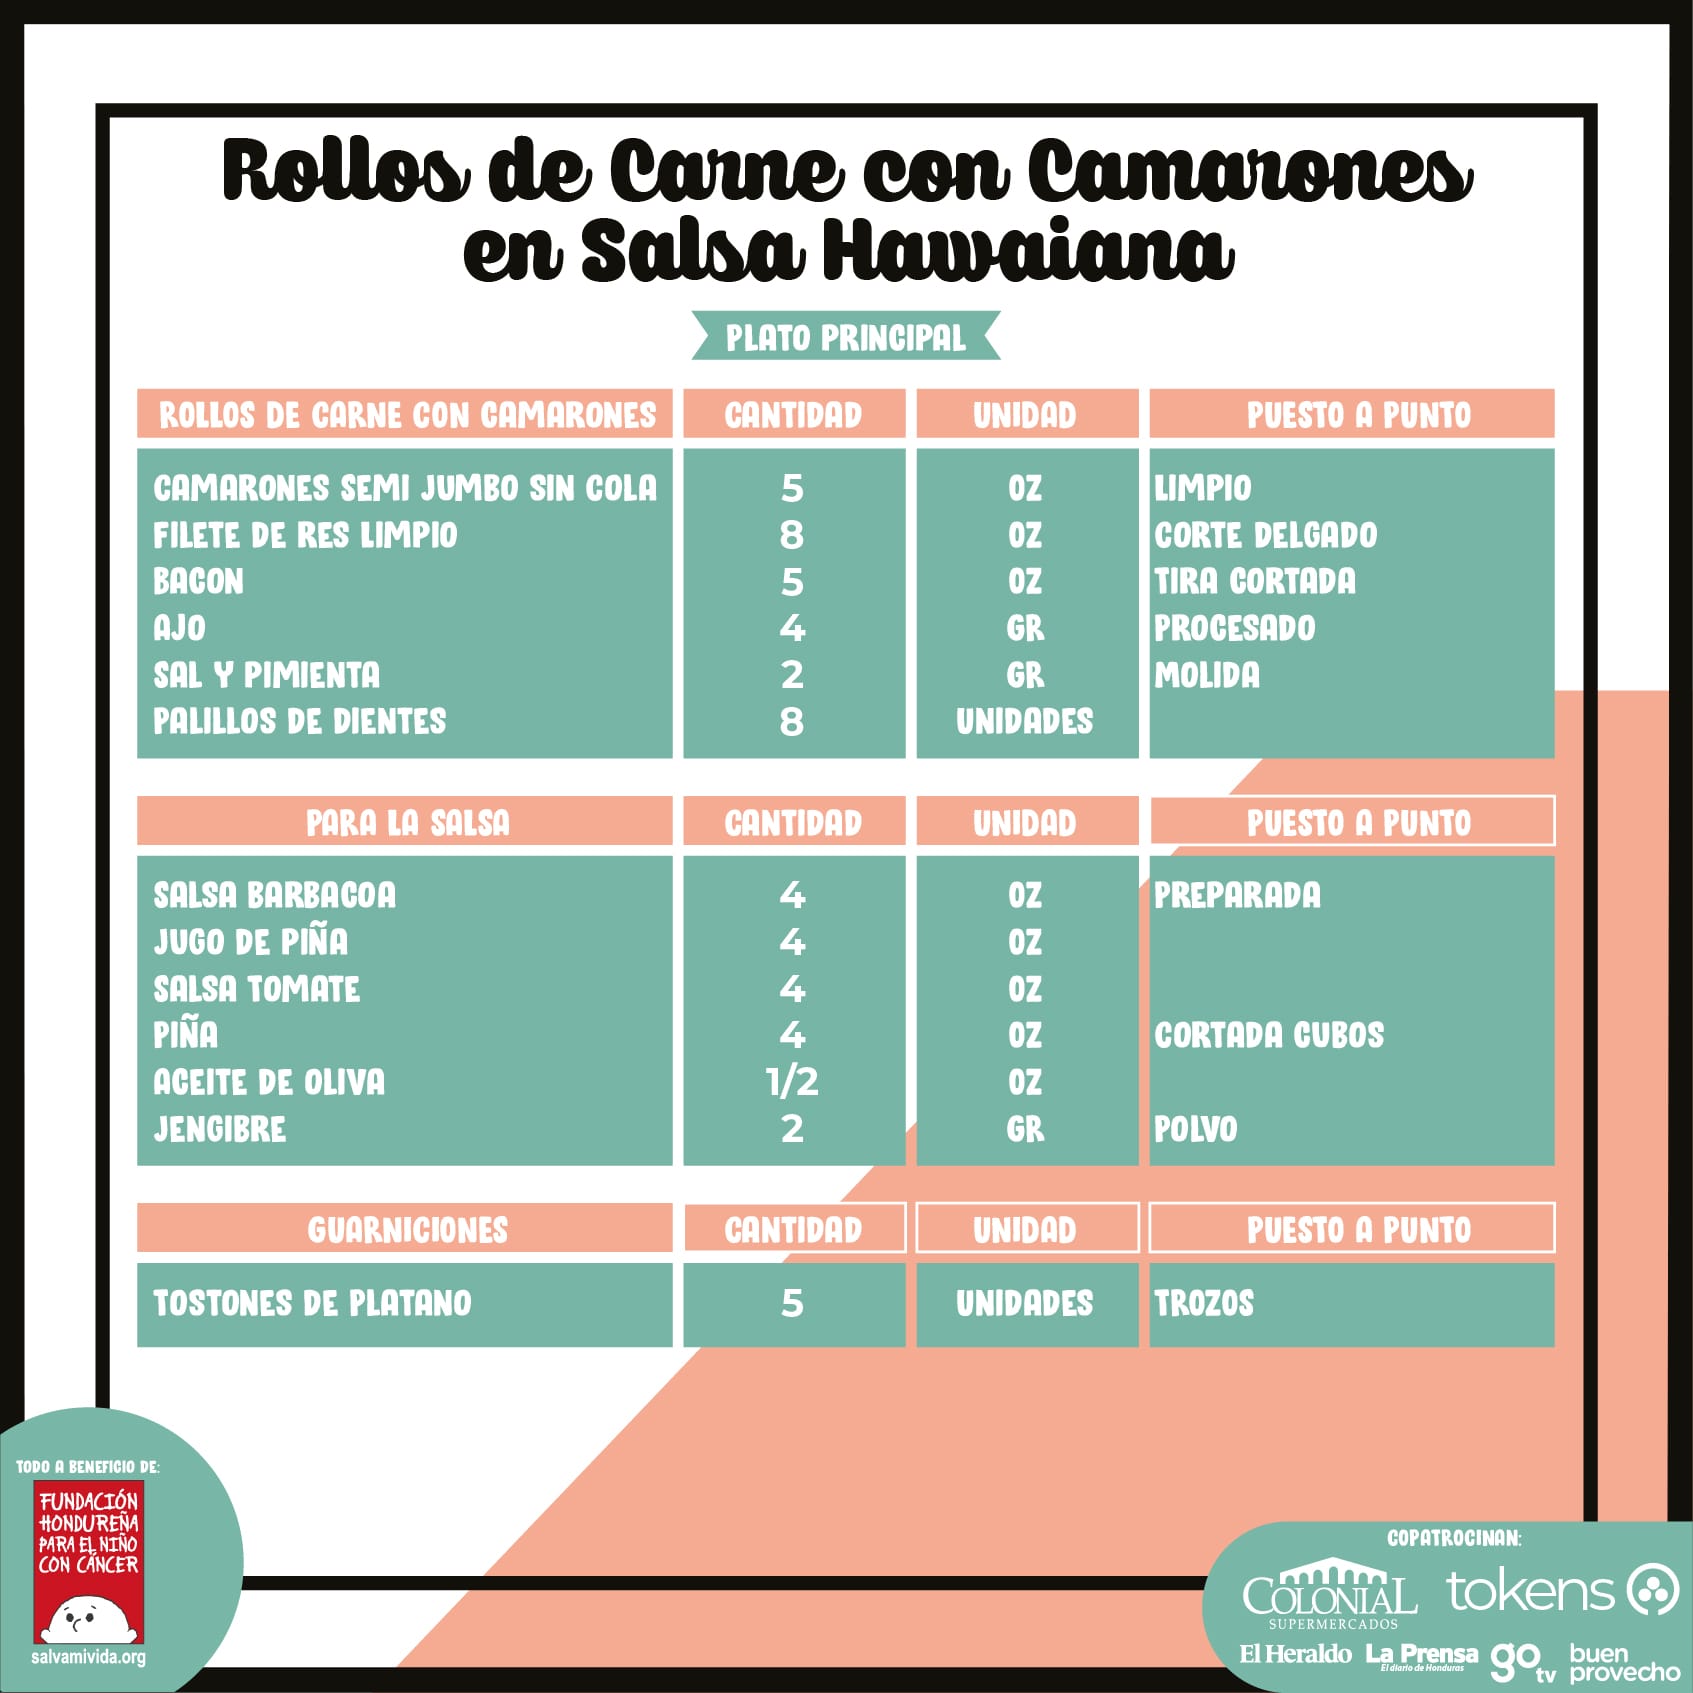 Rollos de Carne con Camarones
en Salsa Hawaiana
PLATO PRINCIPAL
ROLLOS DE CARNE CON CAMARONES CANTIDAD UNIDAD PUESTO A PUNTO
CAMARONES SEMI JUMBO SIN COLA 5 OZ LIMPIO
FILETE DE RES LIMPIO 8 OZ CORTE DELGADO
BACON 5 OZ TIRA CORTADA
AJO 4 GR PROCESADO
SAL Y PIMIENTA 2 GR MOLIDA
PALILLOS DE DIENTES 8 UNIDADES
PARA LA SALSA CANTIDAD UNIDAD PUESTO A PUNTO
SALSA BARBACOA 4 OZ PREPARADA
JUGO DE PIÑA 4 OZ
SALSA TOMATE 4 OZ
PIÑA 4 OZ CORTADA CUBOS
ACEITE DE OLIVA 1/2 OZ
JENGIBRE 2 GR POLVO
GUARNICIONES CANTIDAD UNIDAD PUESTO A PUNTO
TOSTONES DE PLATANO 5 UNIDADES TROZOS
TODO A BENEFICIO DE:
FUNDACIÓN
HONDUREÑA
PARA EL NIÑO
CON CÁNCER
salvamivida.org
COPATROCINAN:
COLONIAL
SUPERMERCADOS
tokens
El Heraldo La Prensa
El diario de Honduras
go tv
buen
provecho